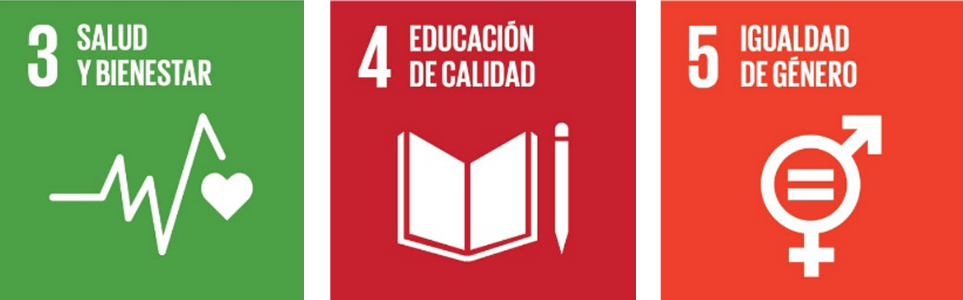 3 SALUD
Y BIENESTAR
4 EDUCACIÓN
DE CALIDAD
5 IGUALDAD
DE GÉNERO